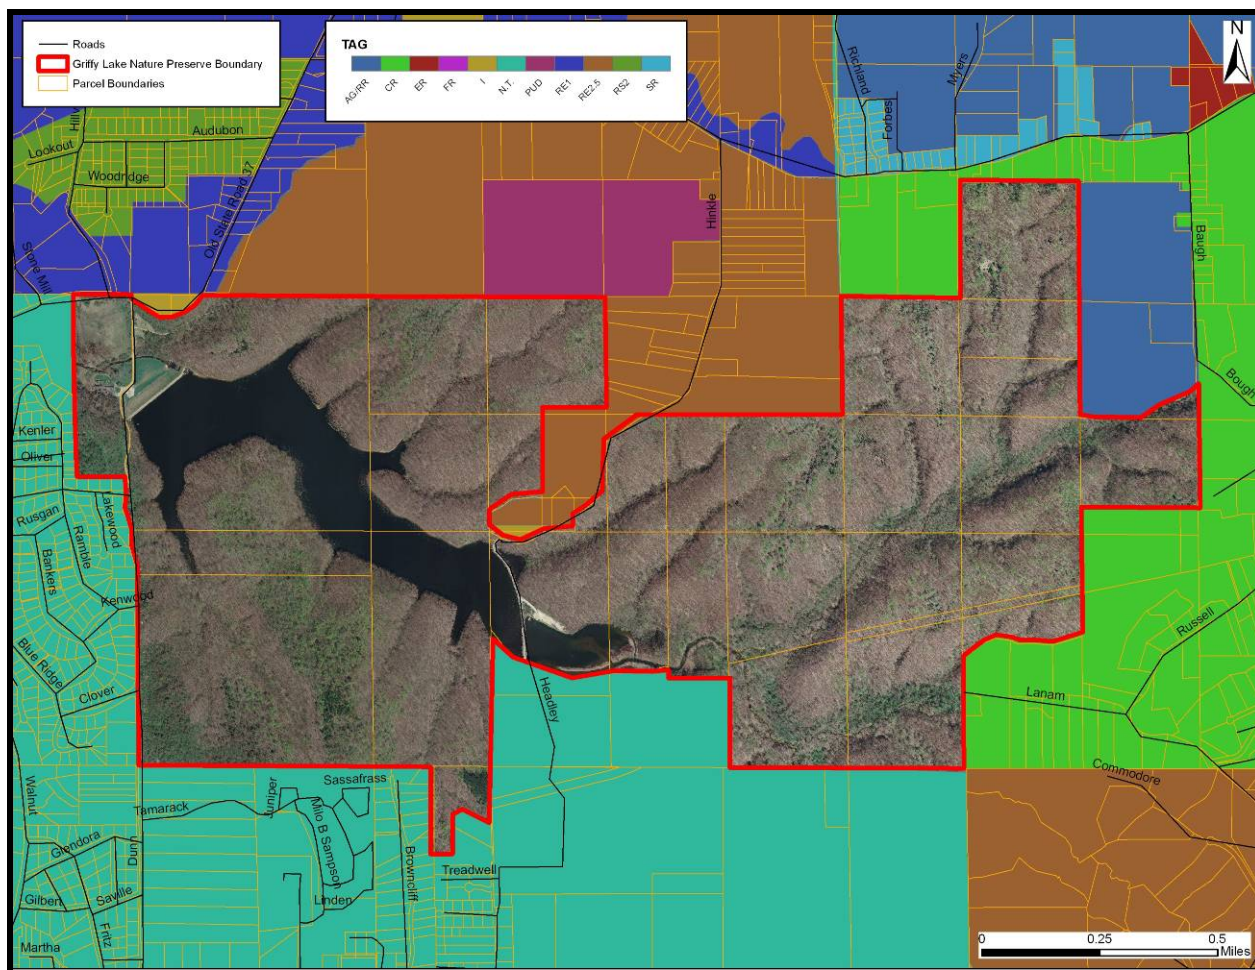 Roads
Griffy Lake Nature Preserve Boundary
Parcel Boundaries
TAG
AG/RR
CR
ER
FR
I
N.T.
PUD
RE1
RE2.5
RS2
SR
N
Richland
Forbes
Myers
Audubon
Lookout
Woodridge
Old State Road 37
Stone Mill
Hinkle
Baugh
Bough
Kenler
Oliver
Rusgan
Lakewood
Ramble
Bankers
Kenwood
Blue Ridge
Clover
Headley
Russell
Lanam
Commodore
Walnut
Tamarack
Juniper
Sassafrass
Milo B Sampson
Glendora
Dunn
Browncliff
Treadwell
Gilbert
Saville
Linden
Fritz
Martha
0
0.25
0.5
Miles